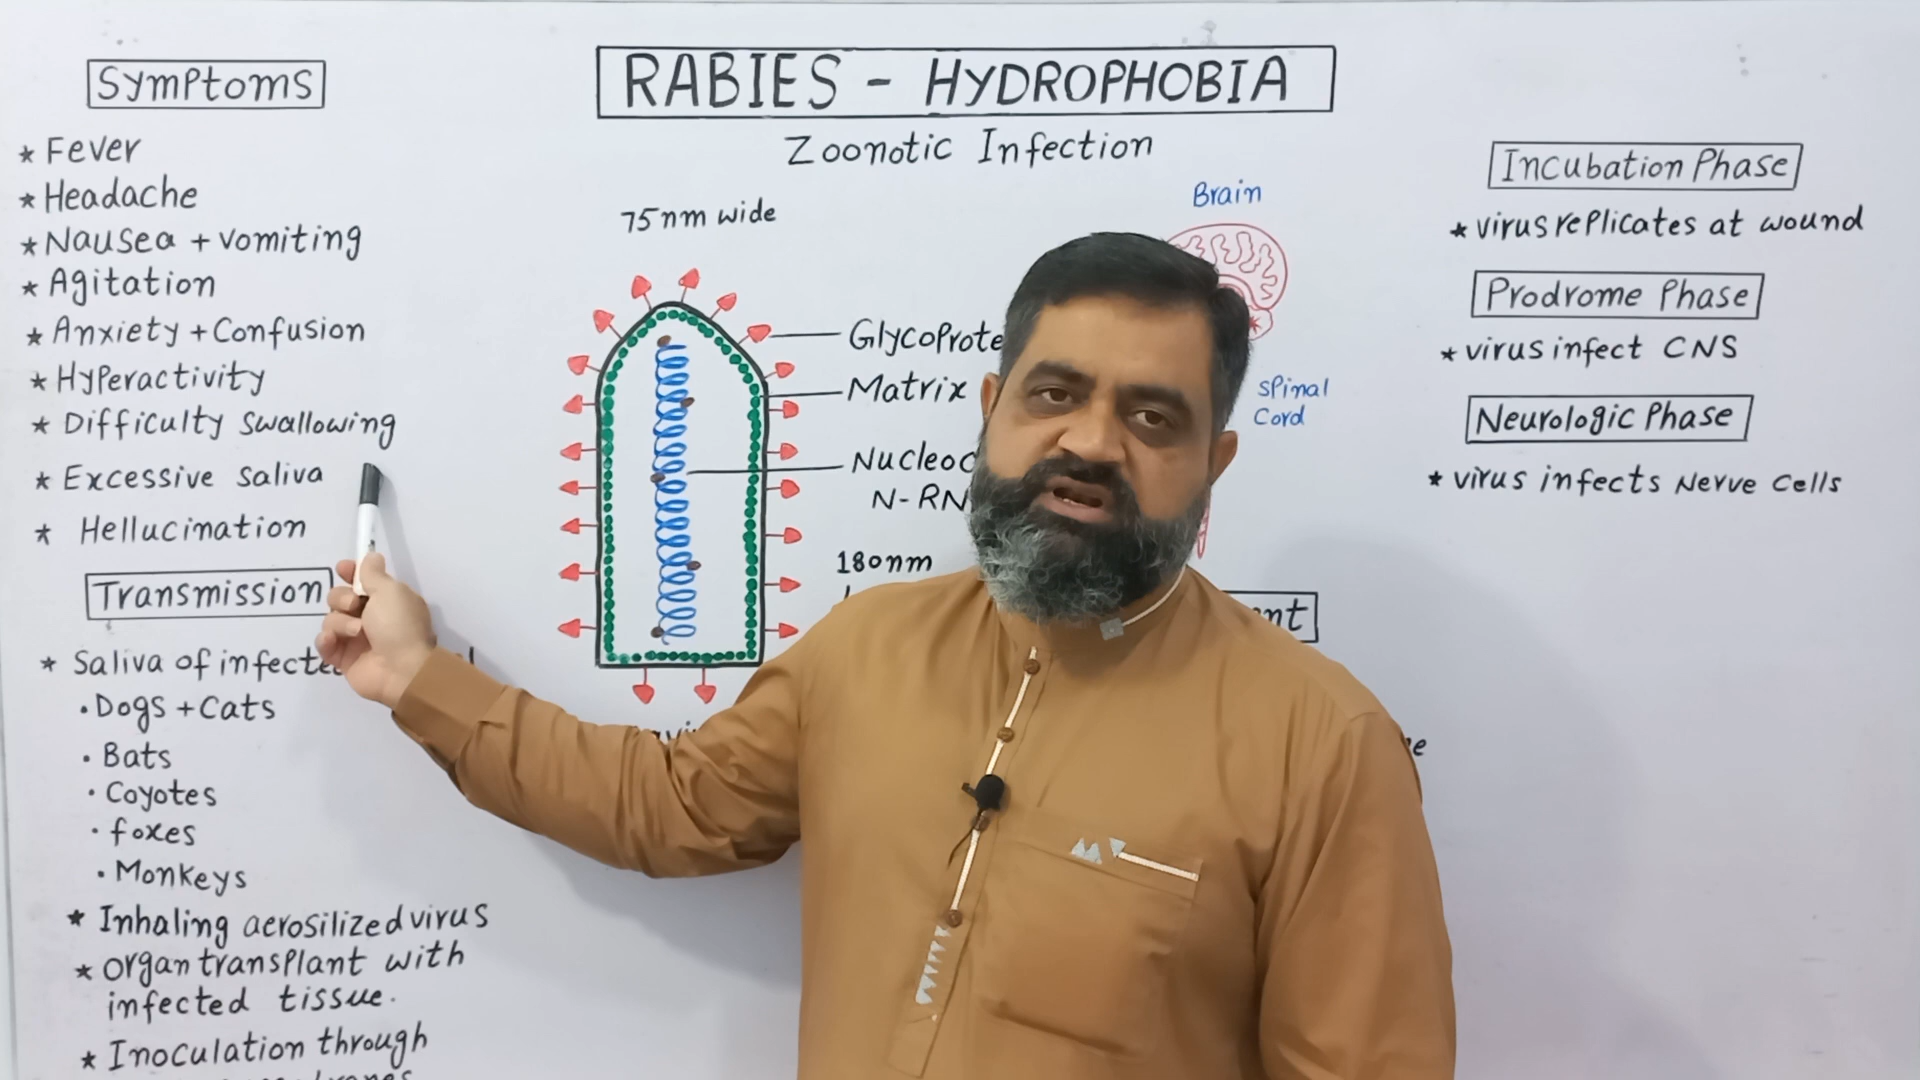 Symptoms
* Fever
* Headache
* Nausea + vomiting
* Agitation
* Anxiety + Confusion
* Hyperactivity
* Difficulty swallowing
* Excessive saliva
* Hellucination
Transmission
* Saliva of infecte
• Dogs + Cats
• Bats
• Coyotes
• foxes
• Monkeys
* Inhaling aerosilized virus
* organ transplant with
infected tissue.
* Inoculation through
RABIES - HYDROPHOBIA
Zoonotic Infection
75nm wide
Glycoprote
Matrix
Nucleoc
N-RN
180nm
Brain
Spinal
Cord
nt
Incubation Phase
* virus replicates at wound
Prodrome Phase
* virus infect CNS
Neurologic Phase
* virus infects Nerve cells